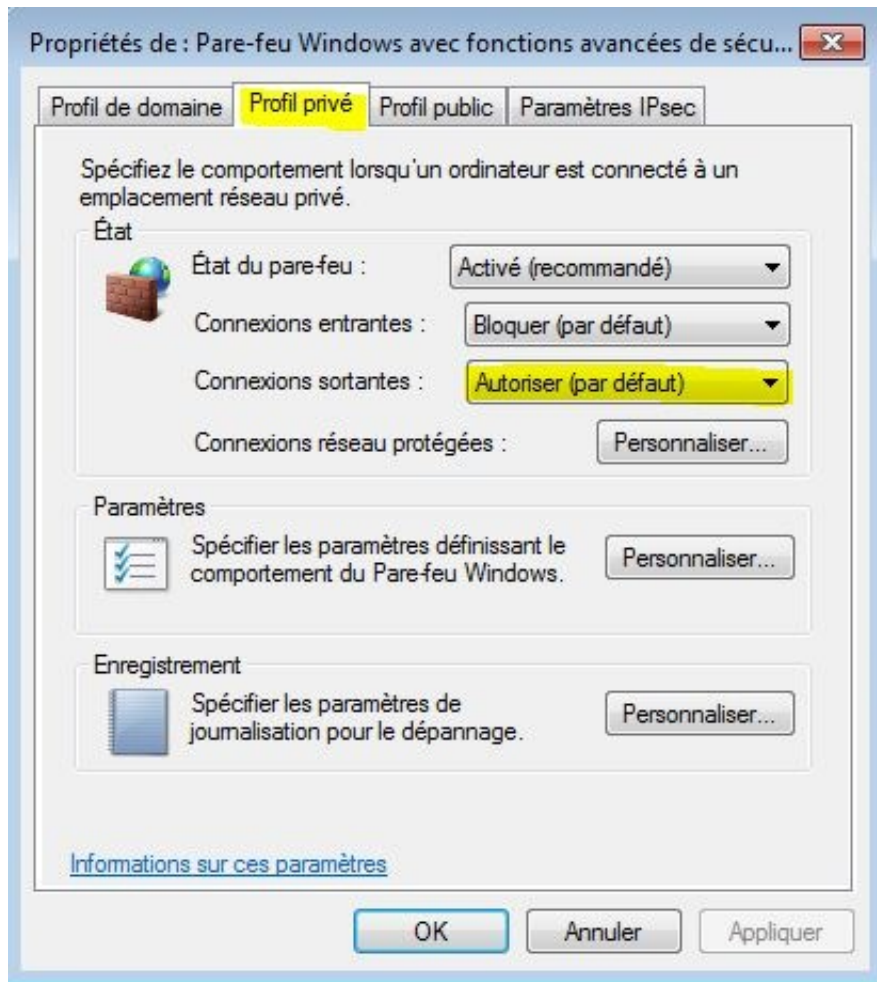 Propriétés de : Pare-feu Windows avec fonctions avancées de sécu...
Profil de domaine Profil privé Profil public Paramètres IPsec
Spécifiez le comportement lorsqu'un ordinateur est connecté à un
emplacement réseau privé.
État
État du pare-feu : Activé (recommandé)
Connexions entrantes : Bloquer (par défaut)
Connexions sortantes : Autoriser (par défaut)
Connexions réseau protégées : Personnaliser...
Paramètres
Spécifier les paramètres définissant le
comportement du Pare-feu Windows.
Personnaliser...
Enregistrement
Spécifier les paramètres de
journalisation pour le dépannage.
Personnaliser...
Informations sur ces paramètres
OK Annuler Appliquer